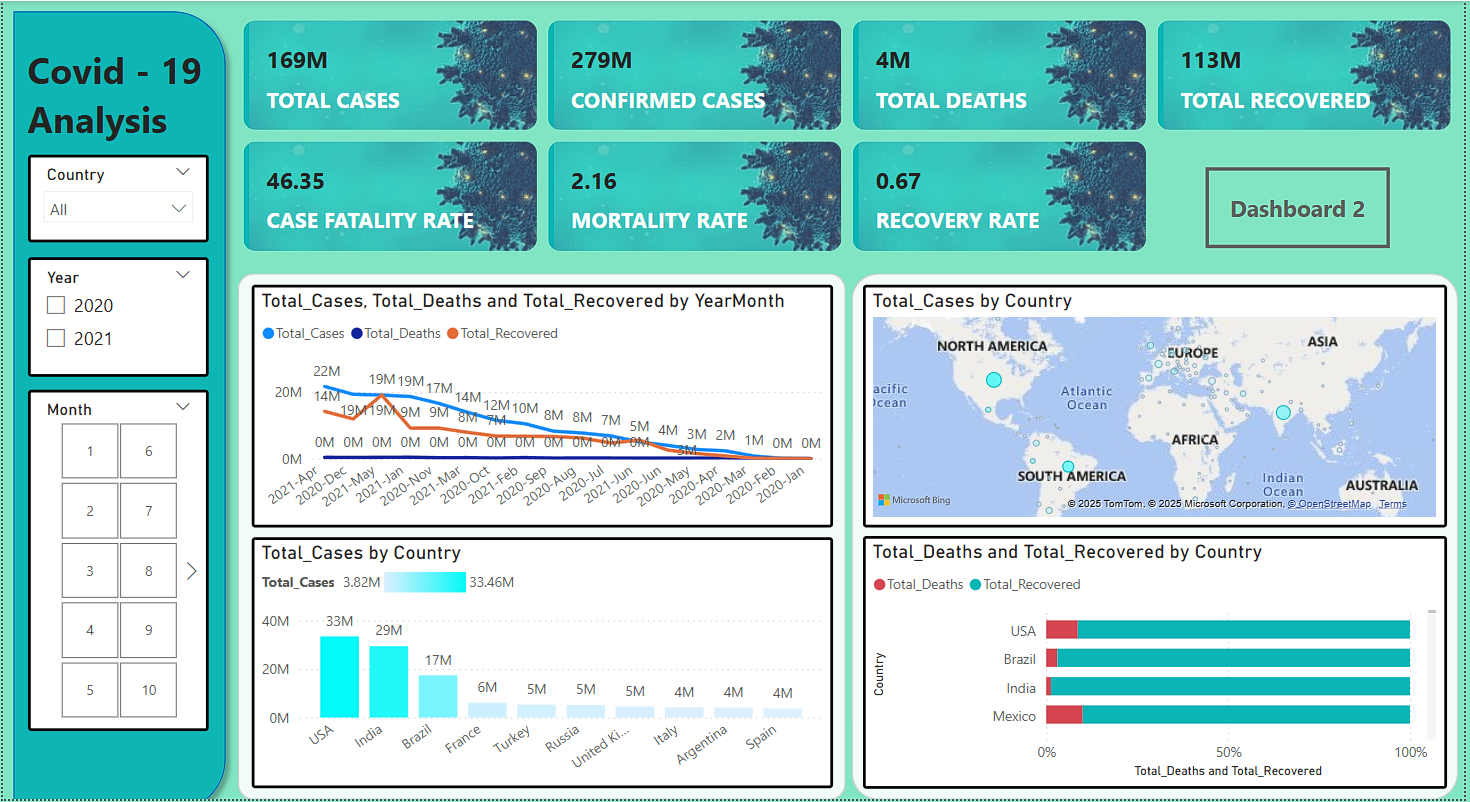 Covid - 19
Analysis
Country
All
Year
2020
2021
Month
1 6
2 7
3 8
4 9
5 10
169M
TOTAL CASES
279M
CONFIRMED CASES
4M
TOTAL DEATHS
113M
TOTAL RECOVERED
46.35
CASE FATALITY RATE
2.16
MORTALITY RATE
0.67
RECOVERY RATE
Dashboard 2
Total_Cases, Total_Deaths and Total_Recovered by YearMonth
Total_Cases Total_Deaths Total_Recovered
20M
0M
22M 19M 19M 17M 14M 12M 10M 8M 8M 7M 5M 4M 3M 2M 1M 0M 0M
14M 19M 19M 9M 9M 8M 7M 3M
0M 0M 0M 0M 0M 0M 0M 0M 0M 0M 0M 0M
2021-Apr 2020-Dec 2021-May 2021-Jan 2020-Nov 2021-Mar 2020-Oct 2021-Feb 2020-Sep 2020-Aug 2020-Jul 2021-Jun 2020-Jun 2020-May 2020-Apr 2020-Mar 2020-Feb 2020-Jan
Total_Cases by Country
NORTH AMERICA
EUROPE
ASIA
acific
Ocean
Atlantic
Ocean
AFRICA
SOUTH AMERICA
Indian
Ocean
AUSTRALIA
Microsoft Bing
© 2025 TomTom, © 2025 Microsoft Corporation, © OpenStreetMap Terms
Total_Cases by Country
Total_Cases 3.82M 33.46M
40M
20M
0M
33M 29M 17M 6M 5M 5M 5M 4M 4M 4M
USA India Brazil France Turkey Russia United Ki... Italy Argentina Spain
Total_Deaths and Total_Recovered by Country
Total_Deaths Total_Recovered
Country
USA
Brazil
India
Mexico
0% 50% 100%
Total_Deaths and Total_Recovered